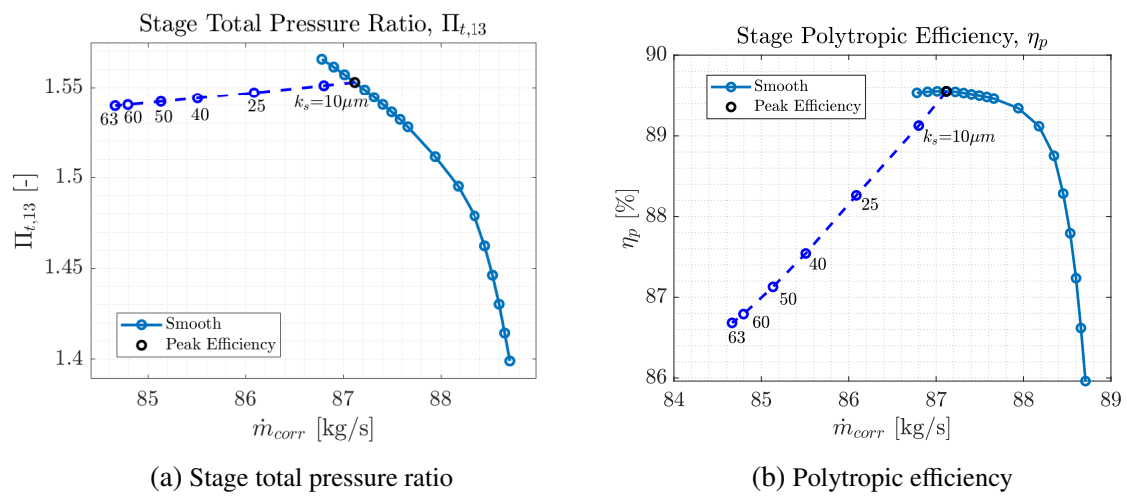 Stage Total Pressure Ratio, Π_{t,13}
Π_{t,13} [-]
1.55
1.5
1.45
1.4
63 60 50 40 25 k_s=10μm
Smooth
Peak Efficiency
85 86 87 88
ṁ_{corr} [kg/s]
(a) Stage total pressure ratio
Stage Polytropic Efficiency, η_p
η_p [%]
90
89
88
87
86
Smooth
Peak Efficiency
k_s=10μm
25
40
50
60
63
84 85 86 87 88 89
ṁ_{corr} [kg/s]
(b) Polytropic efficiency